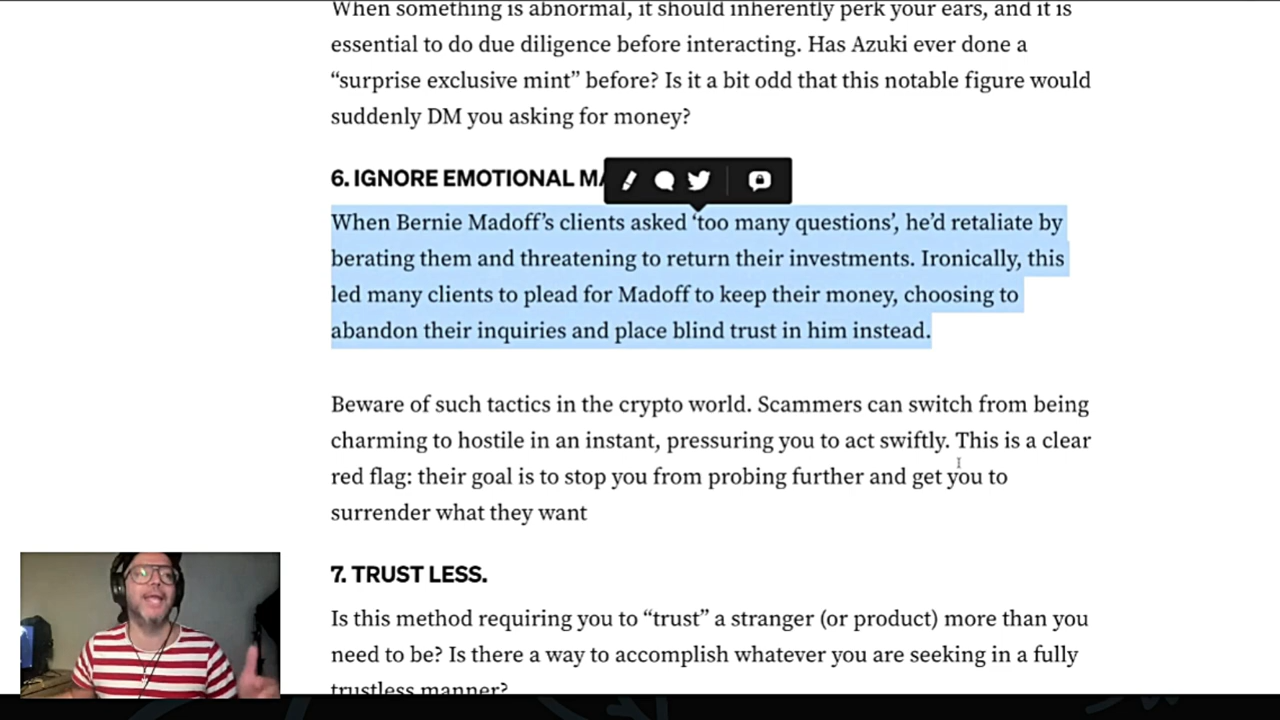 When something is abnormal, it should inherently perk your ears, and it is
essential to do due diligence before interacting. Has Azuki ever done a
“surprise exclusive mint” before? Is it a bit odd that this notable figure would
suddenly DM you asking for money?
6. IGNORE EMOTIONAL
When Bernie Madoff’s clients asked ‘too many questions’, he’d retaliate by
berating them and threatening to return their investments. Ironically, this
led many clients to plead for Madoff to keep their money, choosing to
abandon their inquiries and place blind trust in him instead.
Beware of such tactics in the crypto world. Scammers can switch from being
charming to hostile in an instant, pressuring you to act swiftly. This is a clear
red flag: their goal is to stop you from probing further and get you to
surrender what they want
7. TRUST LESS.
Is this method requiring you to “trust” a stranger (or product) more than you
need to be? Is there a way to accomplish whatever you are seeking in a fully
trustless manner?